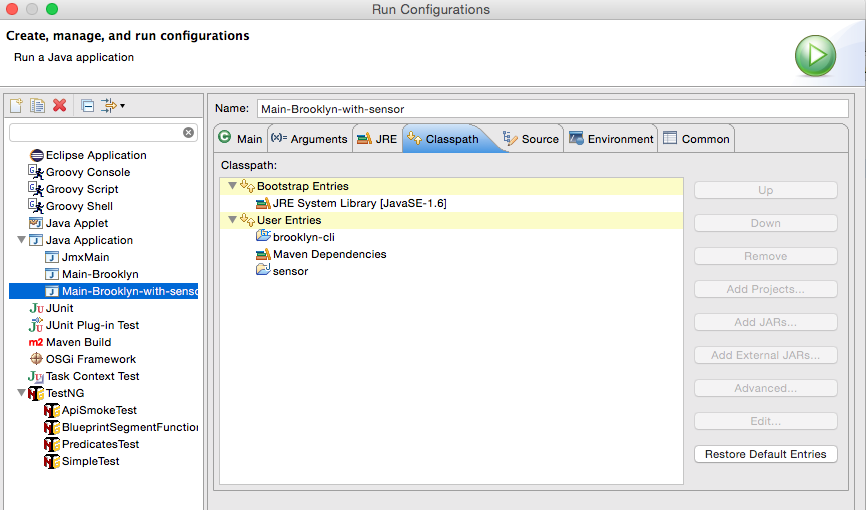 Run Configurations
Create, manage, and run configurations
Run a Java application
Name: Main-Brooklyn-with-sensor
Main (x)= Arguments JRE Classpath Source Environment Common
Eclipse Application
Groovy Console
Groovy Script
Groovy Shell
Java Applet
Java Application
JmxMain
Main-Brooklyn
Main-Brooklyn-with-senso
JUnit
JUnit Plug-in Test
Maven Build
OSGi Framework
Task Context Test
TestNG
ApiSmokeTest
BlueprintSegmentFunction
PredicatesTest
SimpleTest
Classpath:
Bootstrap Entries
JRE System Library [JavaSE-1.6]
User Entries
brooklyn-cli
Maven Dependencies
sensor
Up
Down
Remove
Add Projects...
Add JARs...
Add External JARs...
Advanced...
Edit...
Restore Default Entries